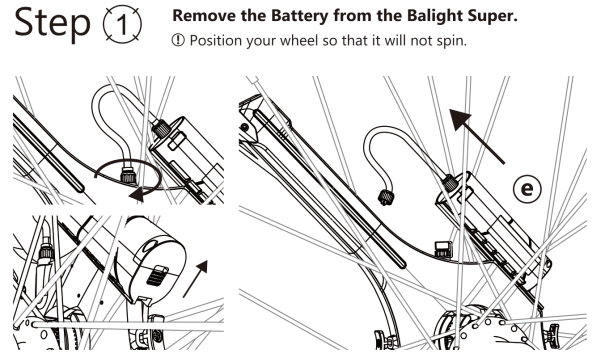 Step 1
Remove the Battery from the Balight Super.
! Position your wheel so that it will not spin.
e